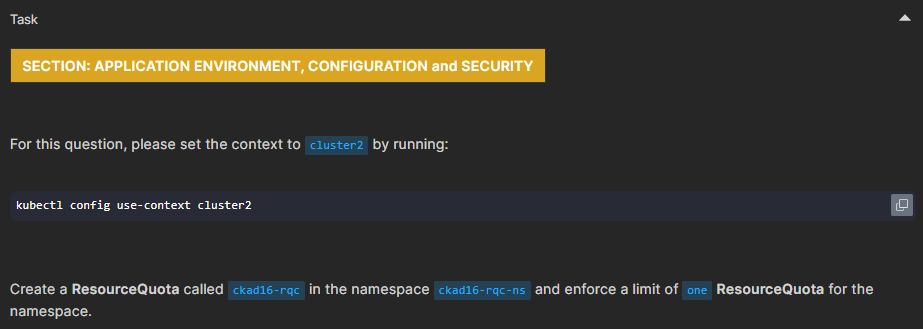 Task
SECTION: APPLICATION ENVIRONMENT, CONFIGURATION and SECURITY
For this question, please set the context to cluster2 by running:
kubectl config use-context cluster2
Create a ResourceQuota called ckad16-rqc in the namespace ckad16-rqc-ns and enforce a limit of one ResourceQuota for the
namespace.